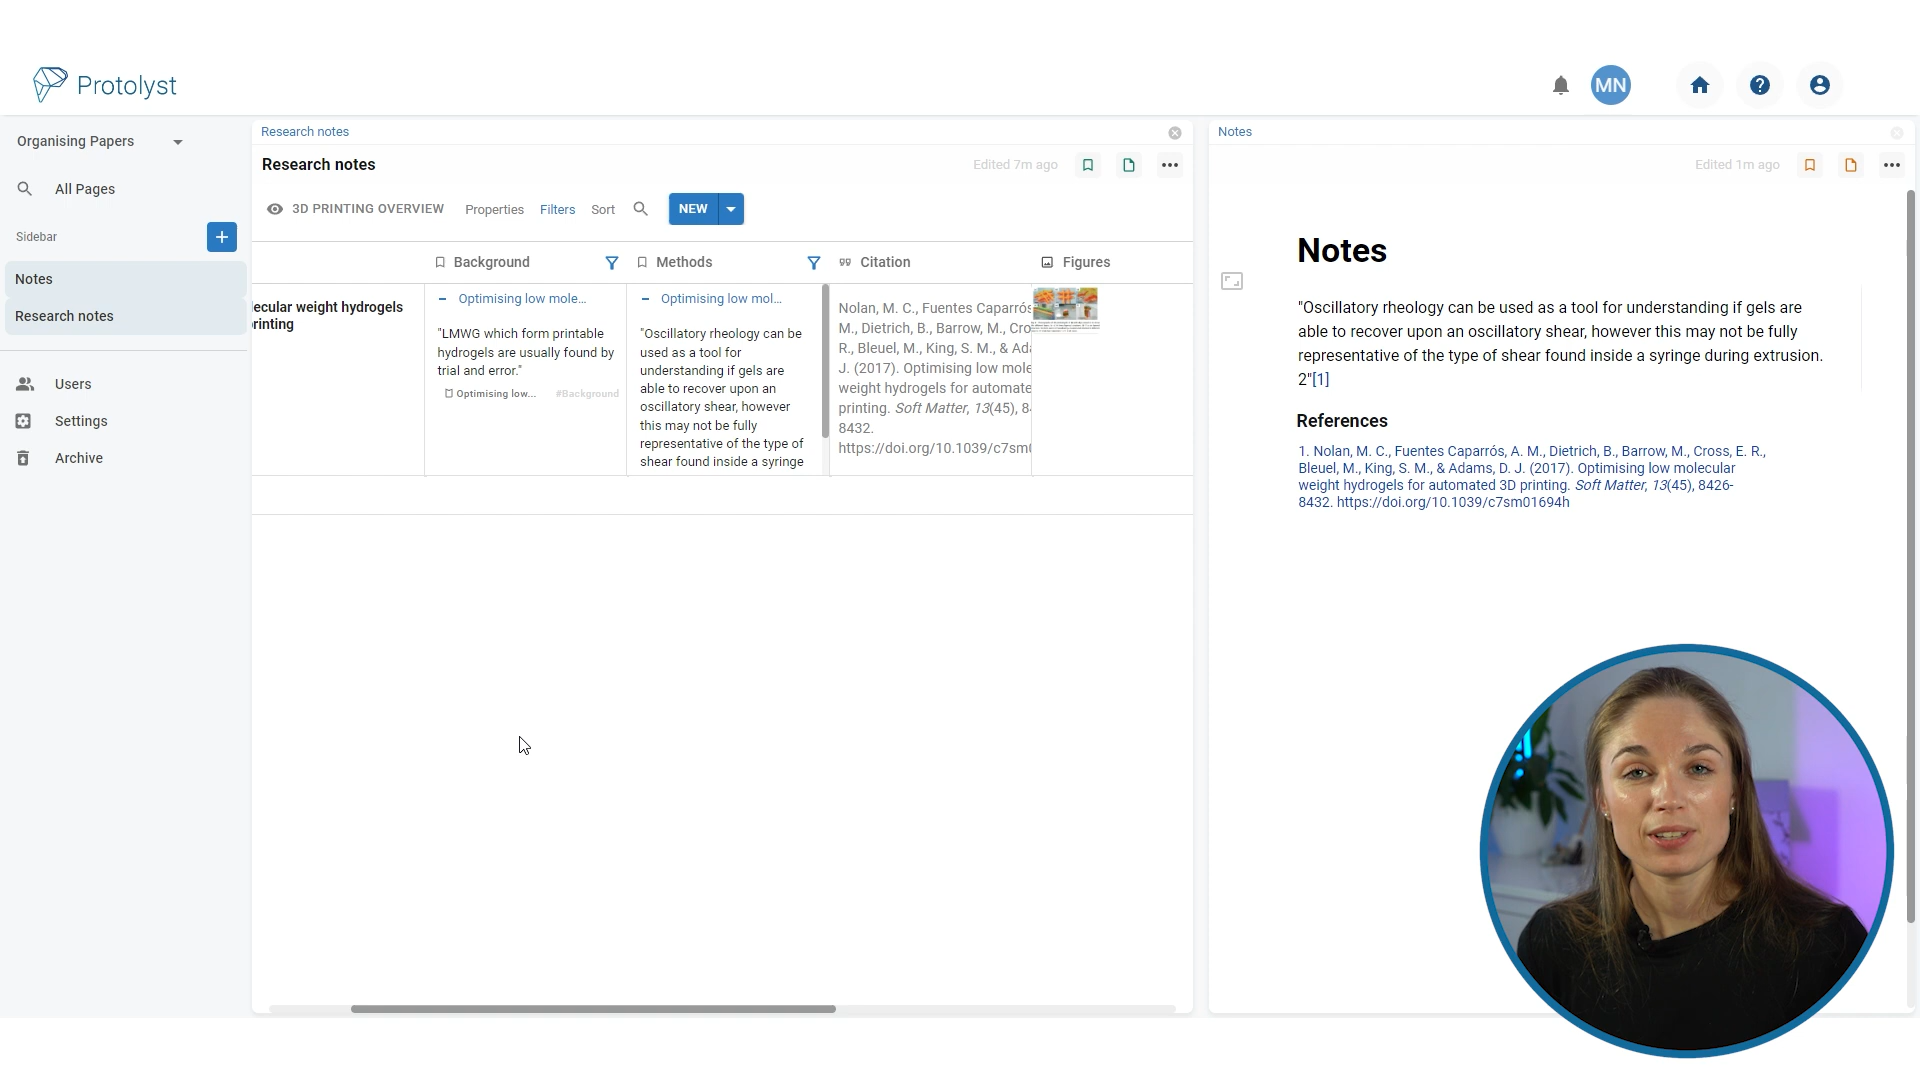 Protolyst
MN
Organising Papers
All Pages
Sidebar
Notes
Research notes
Users
Settings
Archive
Research notes
Research notes
Edited 7m ago
3D PRINTING OVERVIEW Properties Filters Sort NEW
Background Methods Citation Figures
ecular weight hydrogels
rinting
Optimising low mole...
"LMWG which form printable
hydrogels are usually found by
trial and error."
Optimising low... #Background
Optimising low mol...
"Oscillatory rheology can be
used as a tool for
understanding if gels are
able to recover upon an
oscillatory shear, however
this may not be fully
representative of the type of
shear found inside a syringe
Nolan, M. C., Fuentes Caparrós
M., Dietrich, B., Barrow, M., Cro
R., Bleuel, M., King, S. M., & Ada
J. (2017). Optimising low mole
weight hydrogels for automate
printing. Soft Matter, 13(45), 84
8432.
https://doi.org/10.1039/c7sm0
Notes
Edited 1m ago
Notes
"Oscillatory rheology can be used as a tool for understanding if gels are
able to recover upon an oscillatory shear, however this may not be fully
representative of the type of shear found inside a syringe during extrusion.
2"[1]
References
1. Nolan, M. C., Fuentes Caparrós, A. M., Dietrich, B., Barrow, M., Cross, E. R.,
Bleuel, M., King, S. M., & Adams, D. J. (2017). Optimising low molecular
weight hydrogels for automated 3D printing. Soft Matter, 13(45), 8426-
8432. https://doi.org/10.1039/c7sm01694h